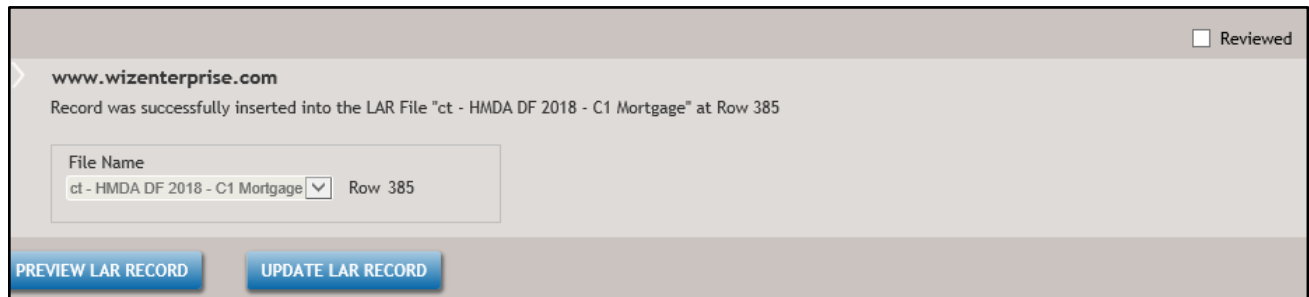 Reviewed
www.wizenterprise.com
Record was successfully inserted into the LAR File "ct - HMDA DF 2018 - C1 Mortgage" at Row 385
File Name
ct - HMDA DF 2018 - C1 Mortgage Row 385
PREVIEW LAR RECORD UPDATE LAR RECORD